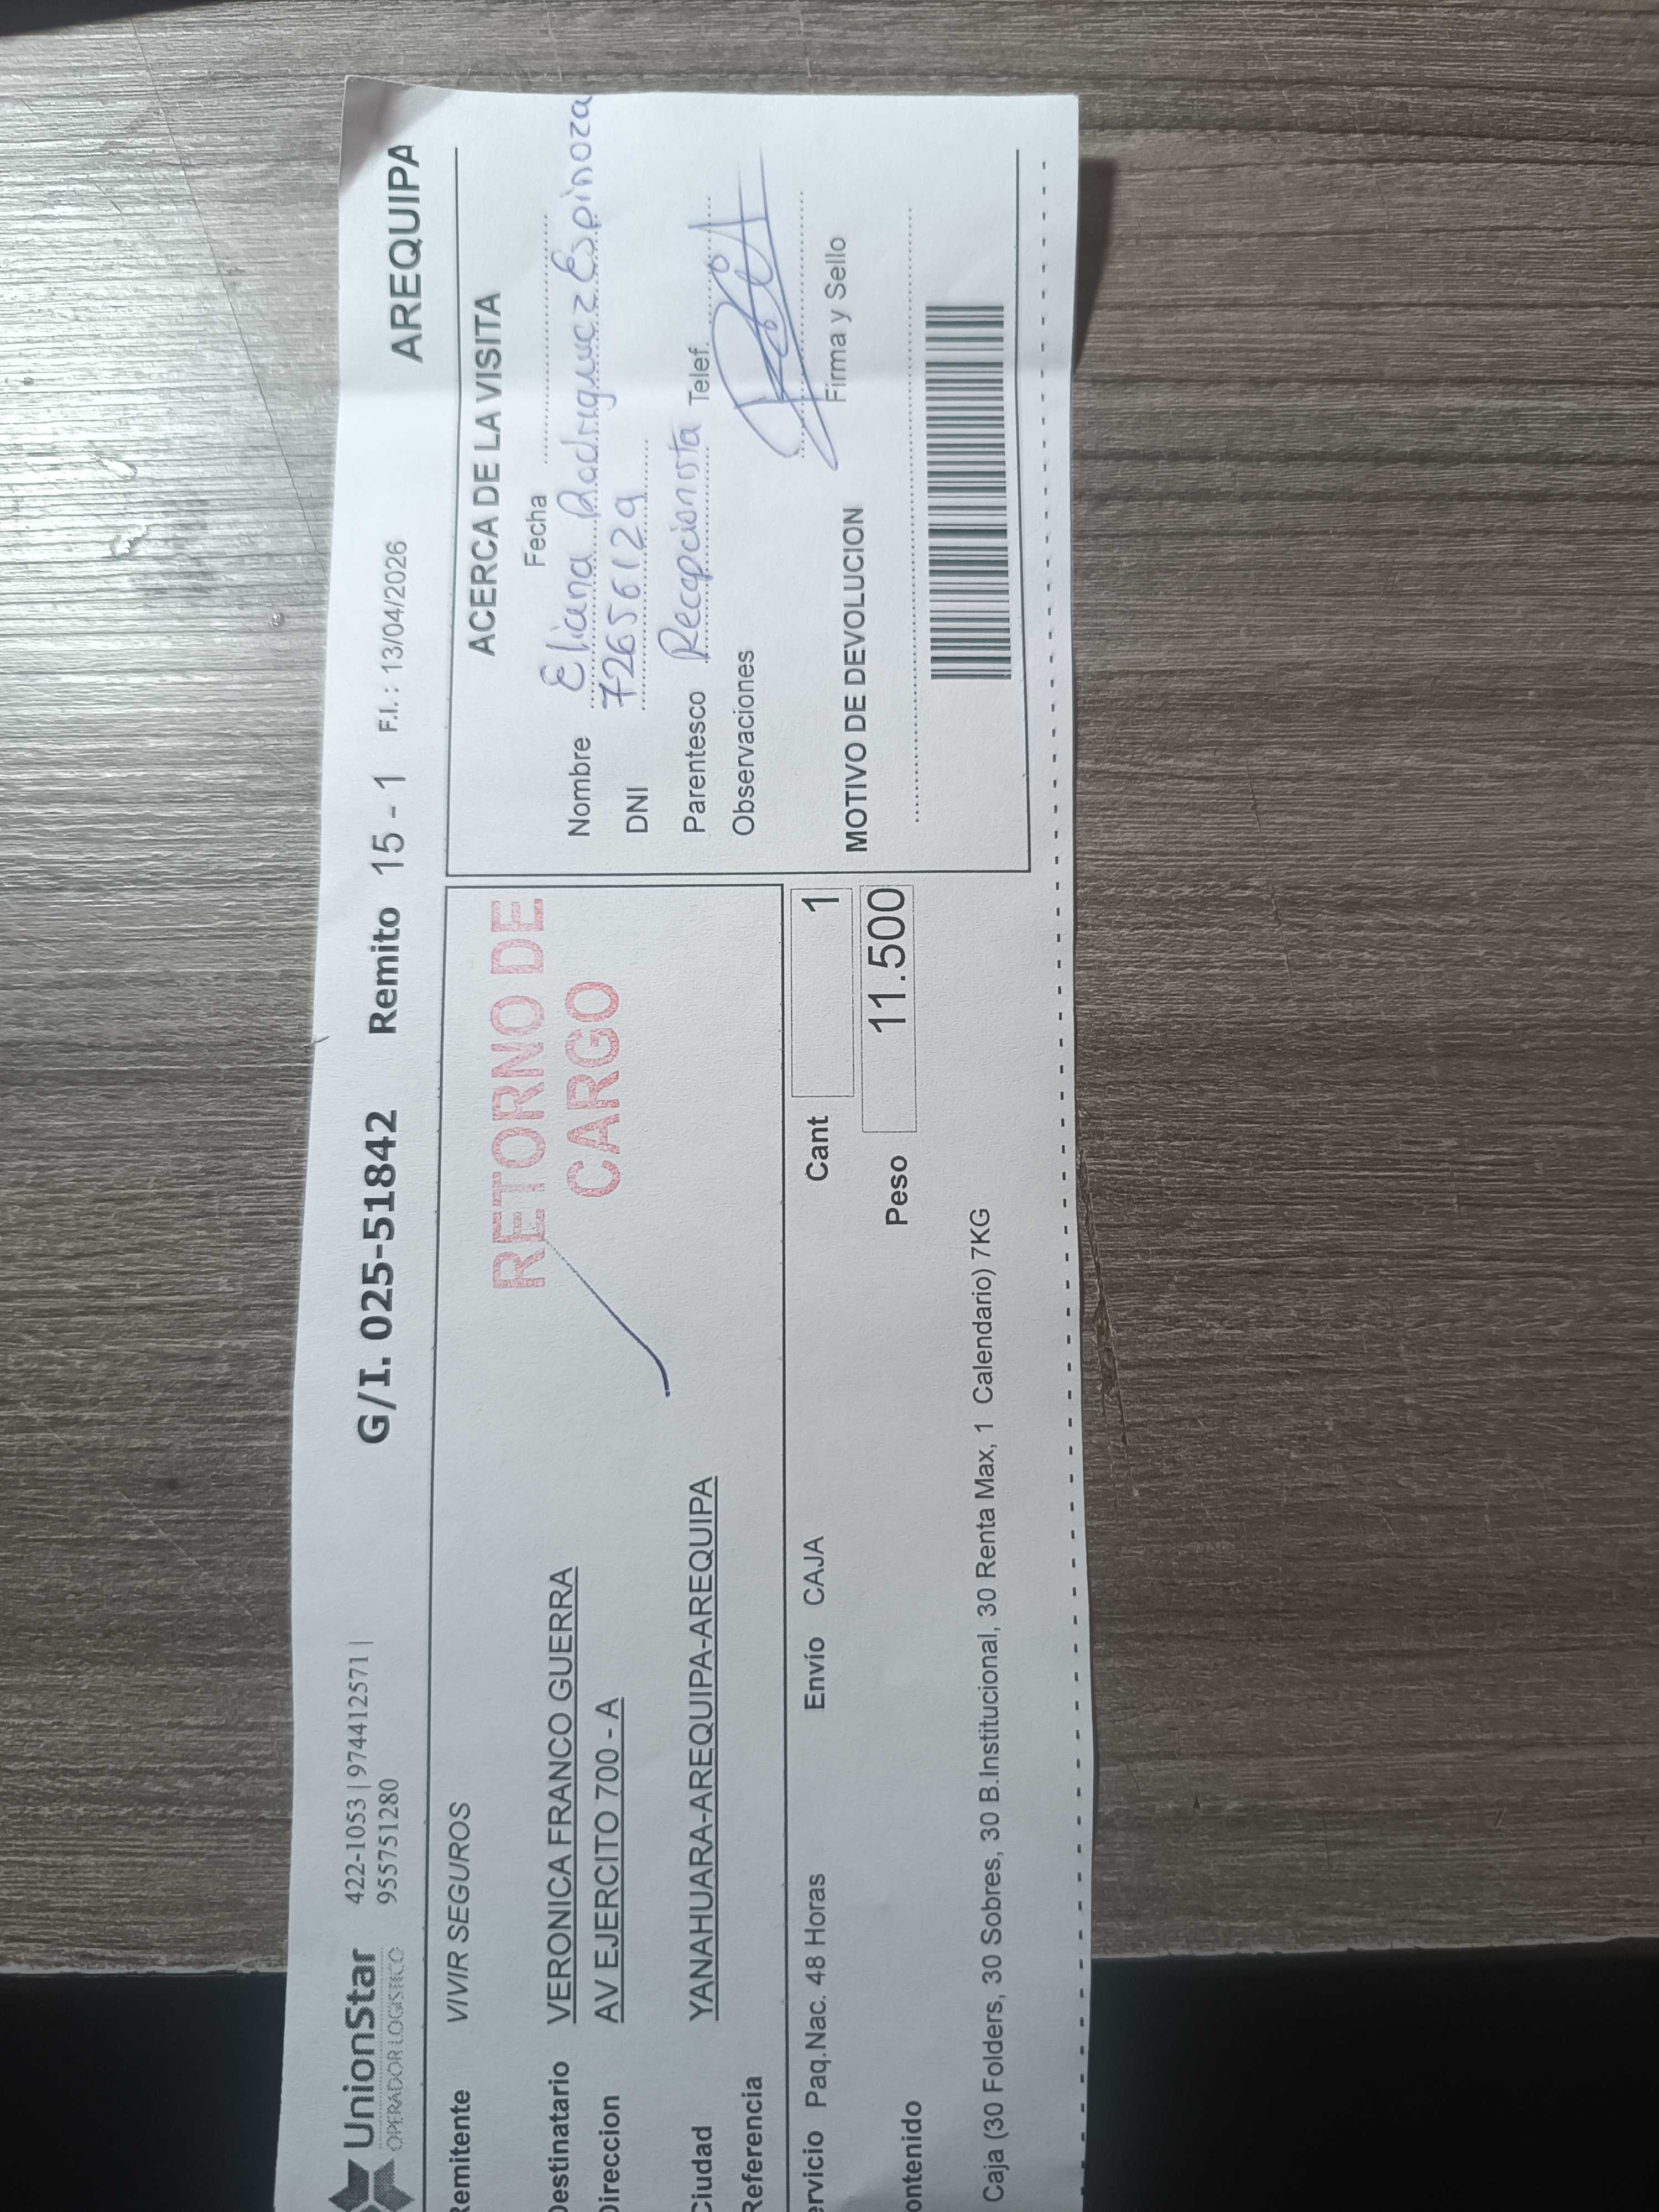 UnionStar
OPERADOR LOGISTICO
422-1053 | 974412571 |
955751280
G/I. 025-51842 Remito 15 - 1 F.I.: 13/04/2026 AREQUIPA
Remitente VIVIR SEGUROS
Destinatario VERONICA FRANCO GUERRA
Direccion AV EJERCITO 700 - A
Ciudad YANAHUARA-AREQUIPA-AREQUIPA
Referencia
RETORNO DE
CARGO
ervicio Paq.Nac. 48 Horas Envío CAJA Cant 1
Peso 11.500
ontenido
Caja (30 Folders, 30 Sobres, 30 B.Institucional, 30 Renta Max, 1 Calendario) 7KG
ACERCA DE LA VISITA
Fecha
Nombre Eliana Rodriguez Espinoza
DNI 72656129
Parentesco Recepcionista Telef.
Observaciones
Firma y Sello
MOTIVO DE DEVOLUCION